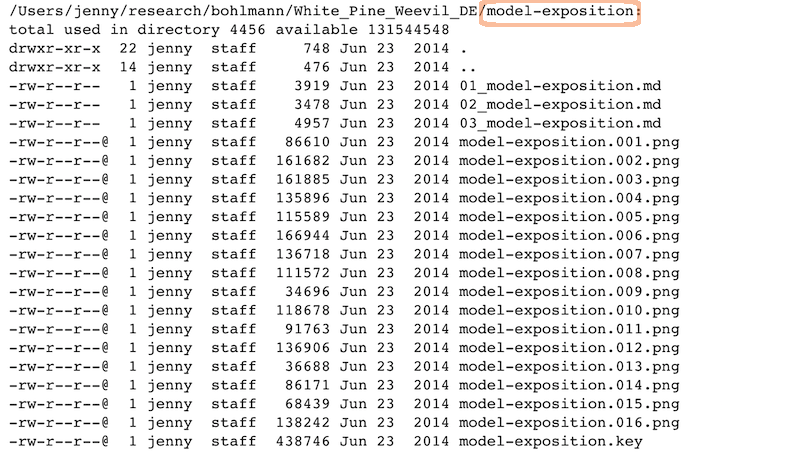 /Users/jenny/research/bohlmann/White_Pine_Weevil_DE/model-exposition:
total used in directory 4456 available 131544548
drwxr-xr-x 22 jenny staff 748 Jun 23 2014 .
drwxr-xr-x 14 jenny staff 476 Jun 23 2014 ..
-rw-r--r-- 1 jenny staff 3919 Jun 23 2014 01_model-exposition.md
-rw-r--r-- 1 jenny staff 3478 Jun 23 2014 02_model-exposition.md
-rw-r--r-- 1 jenny staff 4957 Jun 23 2014 03_model-exposition.md
-rw-r--r--@ 1 jenny staff 86610 Jun 23 2014 model-exposition.001.png
-rw-r--r--@ 1 jenny staff 161682 Jun 23 2014 model-exposition.002.png
-rw-r--r--@ 1 jenny staff 161885 Jun 23 2014 model-exposition.003.png
-rw-r--r--@ 1 jenny staff 135896 Jun 23 2014 model-exposition.004.png
-rw-r--r--@ 1 jenny staff 115589 Jun 23 2014 model-exposition.005.png
-rw-r--r--@ 1 jenny staff 166944 Jun 23 2014 model-exposition.006.png
-rw-r--r--@ 1 jenny staff 136718 Jun 23 2014 model-exposition.007.png
-rw-r--r--@ 1 jenny staff 111572 Jun 23 2014 model-exposition.008.png
-rw-r--r--@ 1 jenny staff 34696 Jun 23 2014 model-exposition.009.png
-rw-r--r--@ 1 jenny staff 118678 Jun 23 2014 model-exposition.010.png
-rw-r--r--@ 1 jenny staff 91763 Jun 23 2014 model-exposition.011.png
-rw-r--r--@ 1 jenny staff 136906 Jun 23 2014 model-exposition.012.png
-rw-r--r--@ 1 jenny staff 36688 Jun 23 2014 model-exposition.013.png
-rw-r--r--@ 1 jenny staff 86171 Jun 23 2014 model-exposition.014.png
-rw-r--r--@ 1 jenny staff 68439 Jun 23 2014 model-exposition.015.png
-rw-r--r--@ 1 jenny staff 138242 Jun 23 2014 model-exposition.016.png
-rw-r--r--@ 1 jenny staff 438746 Jun 23 2014 model-exposition.key